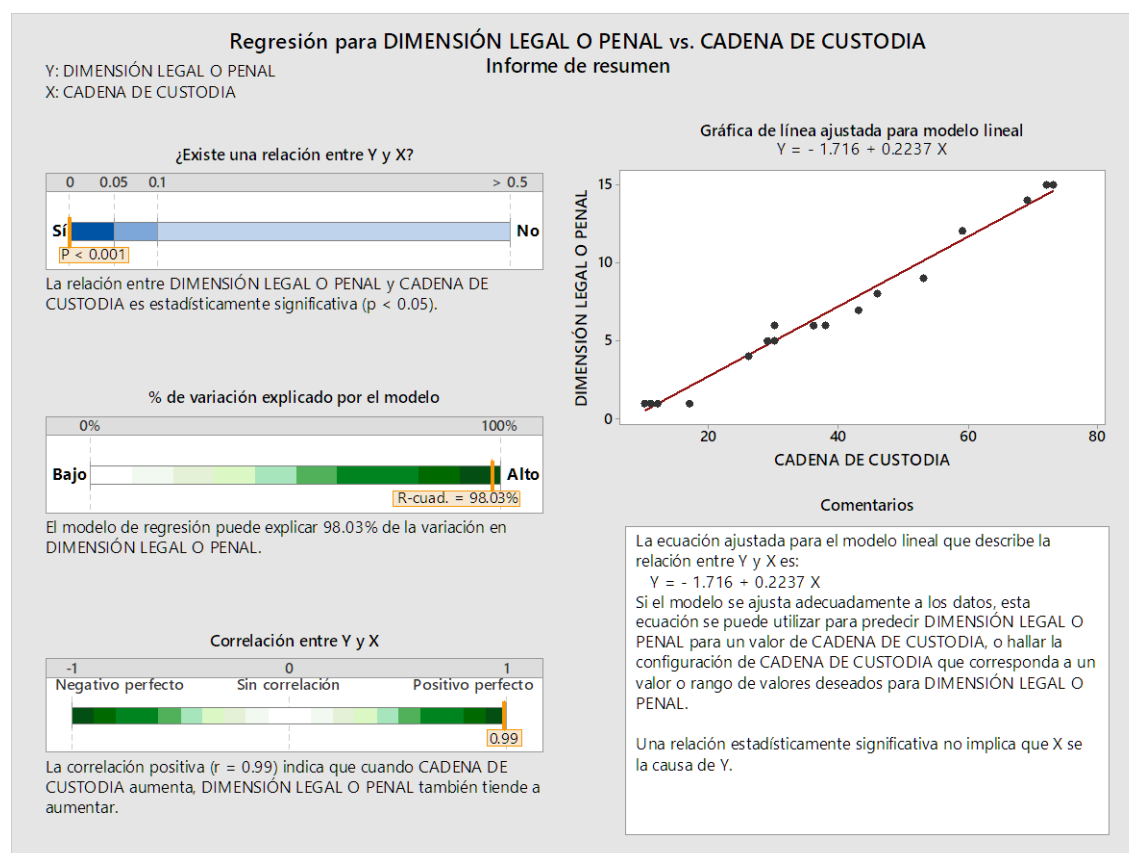 Regresión para DIMENSIÓN LEGAL O PENAL vs. CADENA DE CUSTODIA
Informe de resumen
Y: DIMENSIÓN LEGAL O PENAL
X: CADENA DE CUSTODIA
¿Existe una relación entre Y y X?
0 0.05 0.1 > 0.5
Sí No
P < 0.001
La relación entre DIMENSIÓN LEGAL O PENAL y CADENA DE
CUSTODIA es estadísticamente significativa (p < 0.05).
% de variación explicado por el modelo
0% 100%
Bajo Alto
R-cuad. = 98.03%
El modelo de regresión puede explicar 98.03% de la variación en
DIMENSIÓN LEGAL O PENAL.
Correlación entre Y y X
-1 0 1
Negativo perfecto Sin correlación Positivo perfecto
0.99
La correlación positiva (r = 0.99) indica que cuando CADENA DE
CUSTODIA aumenta, DIMENSIÓN LEGAL O PENAL también tiende a
aumentar.
Gráfica de línea ajustada para modelo lineal
Y = - 1.716 + 0.2237 X
DIMENSIÓN LEGAL O PENAL
15
10
5
0
20 40 60 80
CADENA DE CUSTODIA
Comentarios
La ecuación ajustada para el modelo lineal que describe la
relación entre Y y X es:
Y = - 1.716 + 0.2237 X
Si el modelo se ajusta adecuadamente a los datos, esta
ecuación se puede utilizar para predecir DIMENSIÓN LEGAL O
PENAL para un valor de CADENA DE CUSTODIA, o hallar la
configuración de CADENA DE CUSTODIA que corresponda a un
valor o rango de valores deseados para DIMENSIÓN LEGAL O
PENAL.
Una relación estadísticamente significativa no implica que X se
la causa de Y.